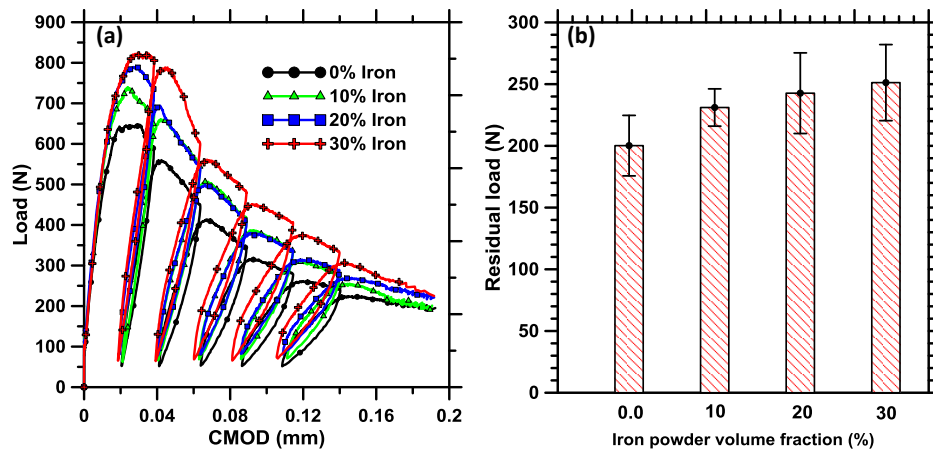 (a)
900
800
700
600
500
400
300
200
100
0
Load (N)
0% Iron
10% Iron
20% Iron
30% Iron
0 0.04 0.08 0.12 0.16 0.2
CMOD (mm)
(b)
300
250
200
150
100
50
0
Residual load (N)
0.0 10 20 30
Iron powder volume fraction (%)